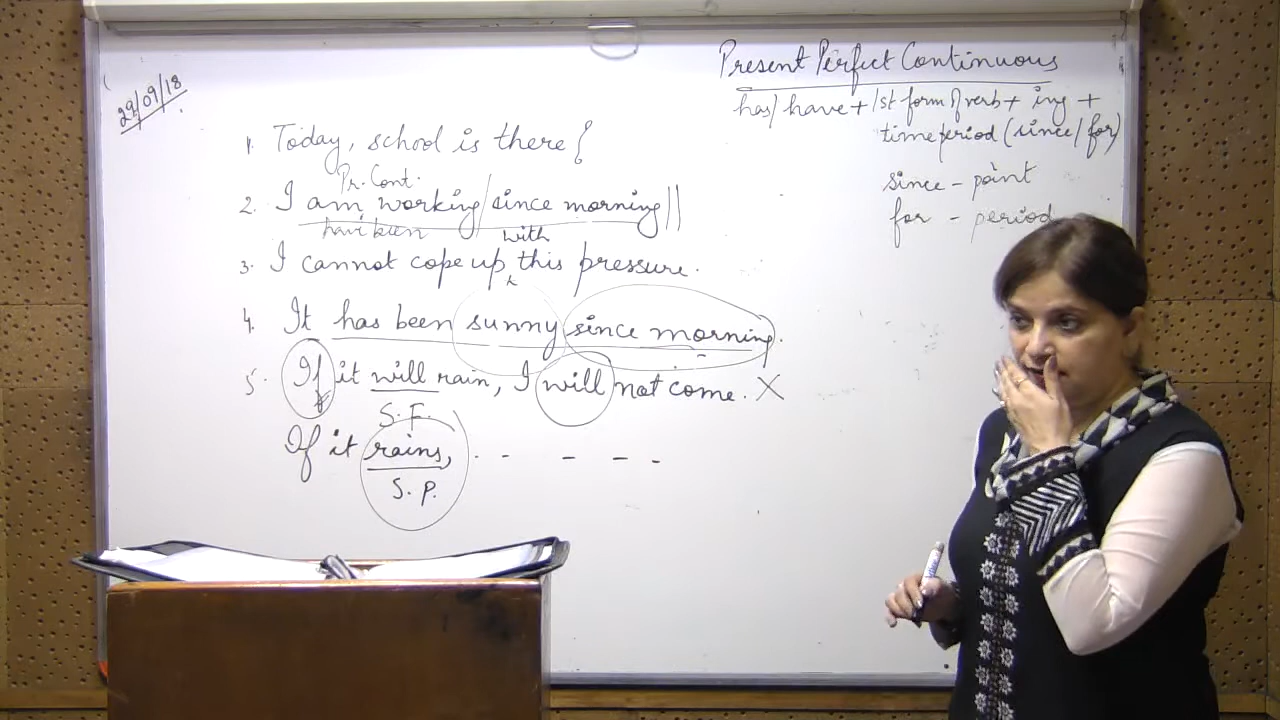 29/09/18
Present Perfect Continuous
has/have + 1st form of verb + ing +
time period (since/for)
since - point
for - period
1. Today, school is there {
Pr. Cont.
2. I am working / since morning ||
have been
with
3. I cannot cope up this pressure.
4. It has been sunny since morning.
5. If it will rain, I will not come. X
S. F.
If it rains, . . - - - -
S. P.